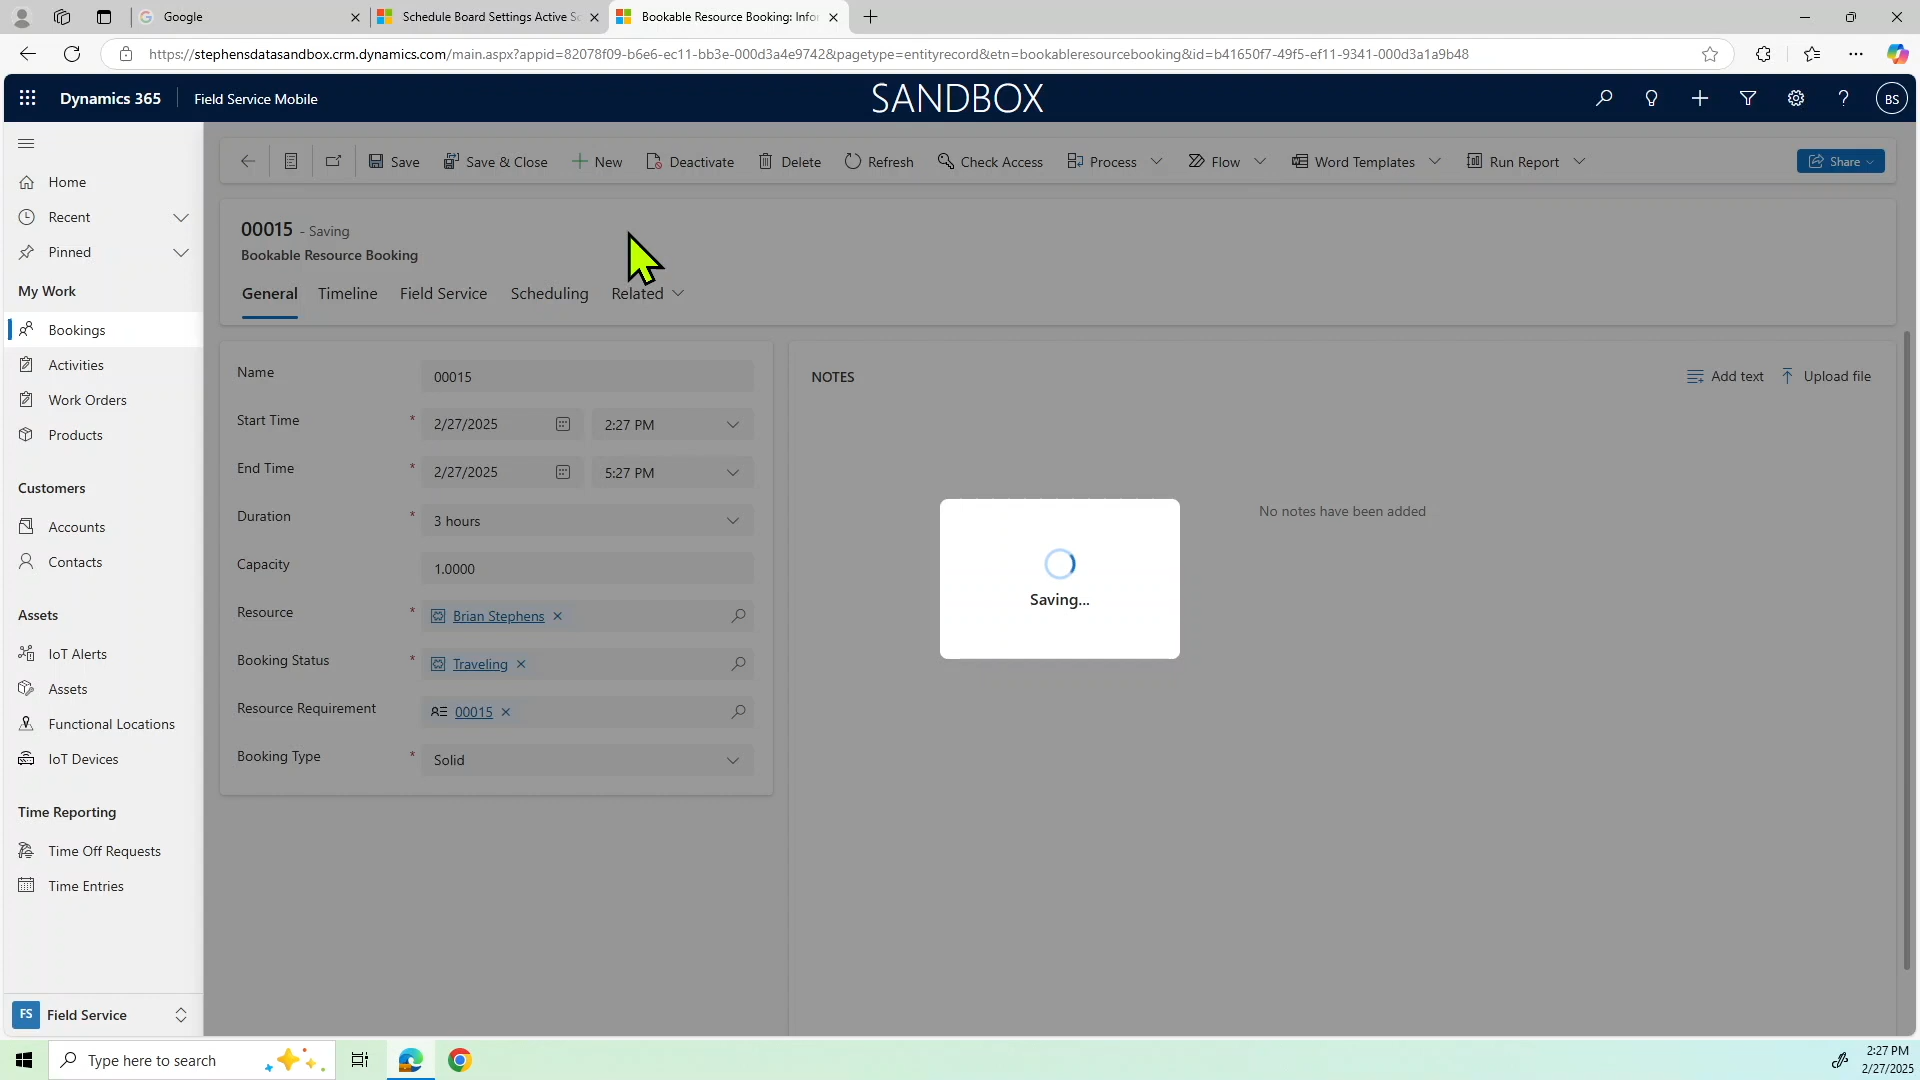 Google
Schedule Board Settings Active Sc
Bookable Resource Booking: Infor
https://stephensdatasandbox.crm.dynamics.com/main.aspx?appid=82078f09-b6e6-ec11-bb3e-000d3a4e9742&pagetype=entityrecord&etn=bookableresourcebooking&id=b41650f7-49f5-ef11-9341-000d3a1a9b48
Dynamics 365
Field Service Mobile
SANDBOX
BS
Save
Save & Close
New
Deactivate
Delete
Refresh
Check Access
Process
Flow
Word Templates
Run Report
Share
Home
Recent
Pinned
My Work
Bookings
Activities
Work Orders
Products
Customers
Accounts
Contacts
Assets
IoT Alerts
Assets
Functional Locations
IoT Devices
Time Reporting
Time Off Requests
Time Entries
FS Field Service
00015 - Saving
Bookable Resource Booking
General
Timeline
Field Service
Scheduling
Related
Name
00015
Start Time * 2/27/2025 2:27 PM
End Time * 2/27/2025 5:27 PM
Duration * 3 hours
Capacity 1.0000
Resource * Brian Stephens
Booking Status * Traveling
Resource Requirement 00015
Booking Type * Solid
NOTES
Add text
Upload file
No notes have been added
Saving...
Type here to search
2:27 PM
2/27/2025